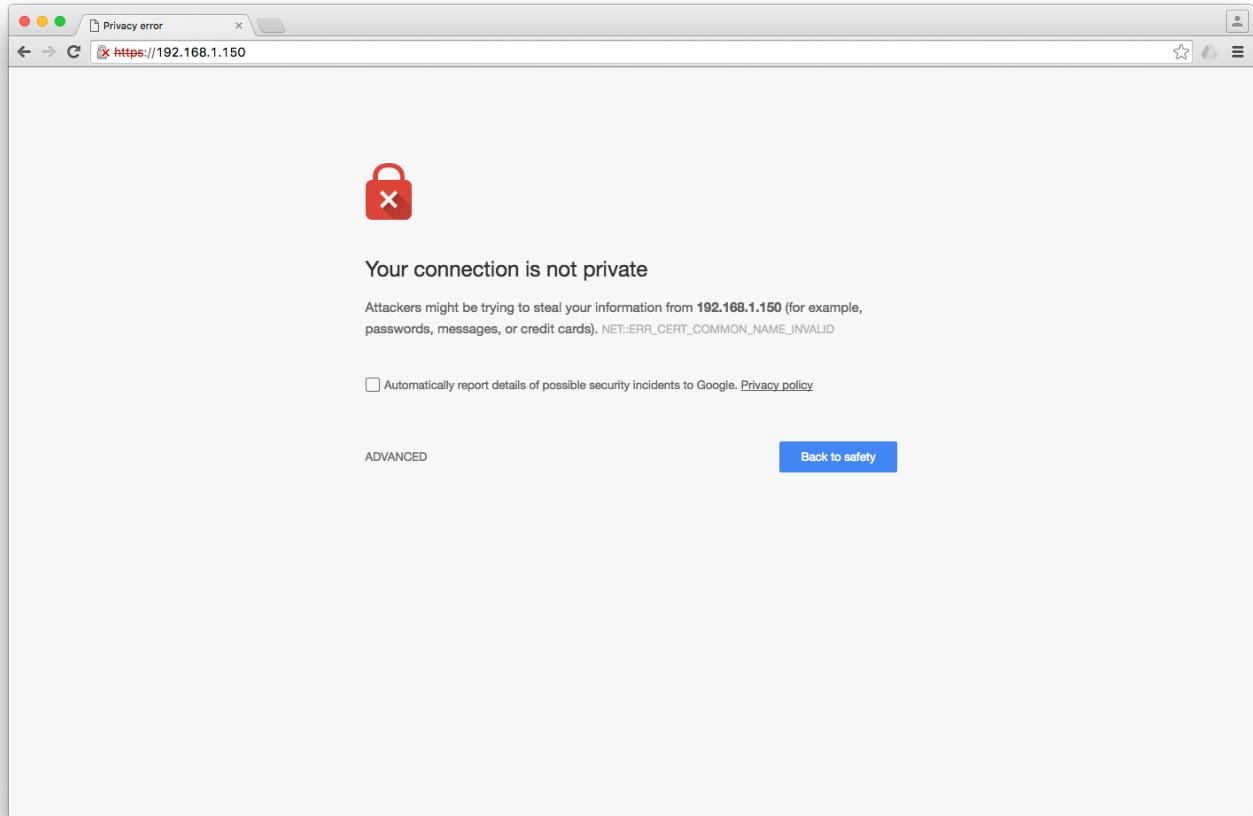 Privacy error
https://192.168.1.150
Your connection is not private
Attackers might be trying to steal your information from 192.168.1.150 (for example,
passwords, messages, or credit cards). NET::ERR_CERT_COMMON_NAME_INVALID
Automatically report details of possible security incidents to Google. Privacy policy
ADVANCED
Back to safety